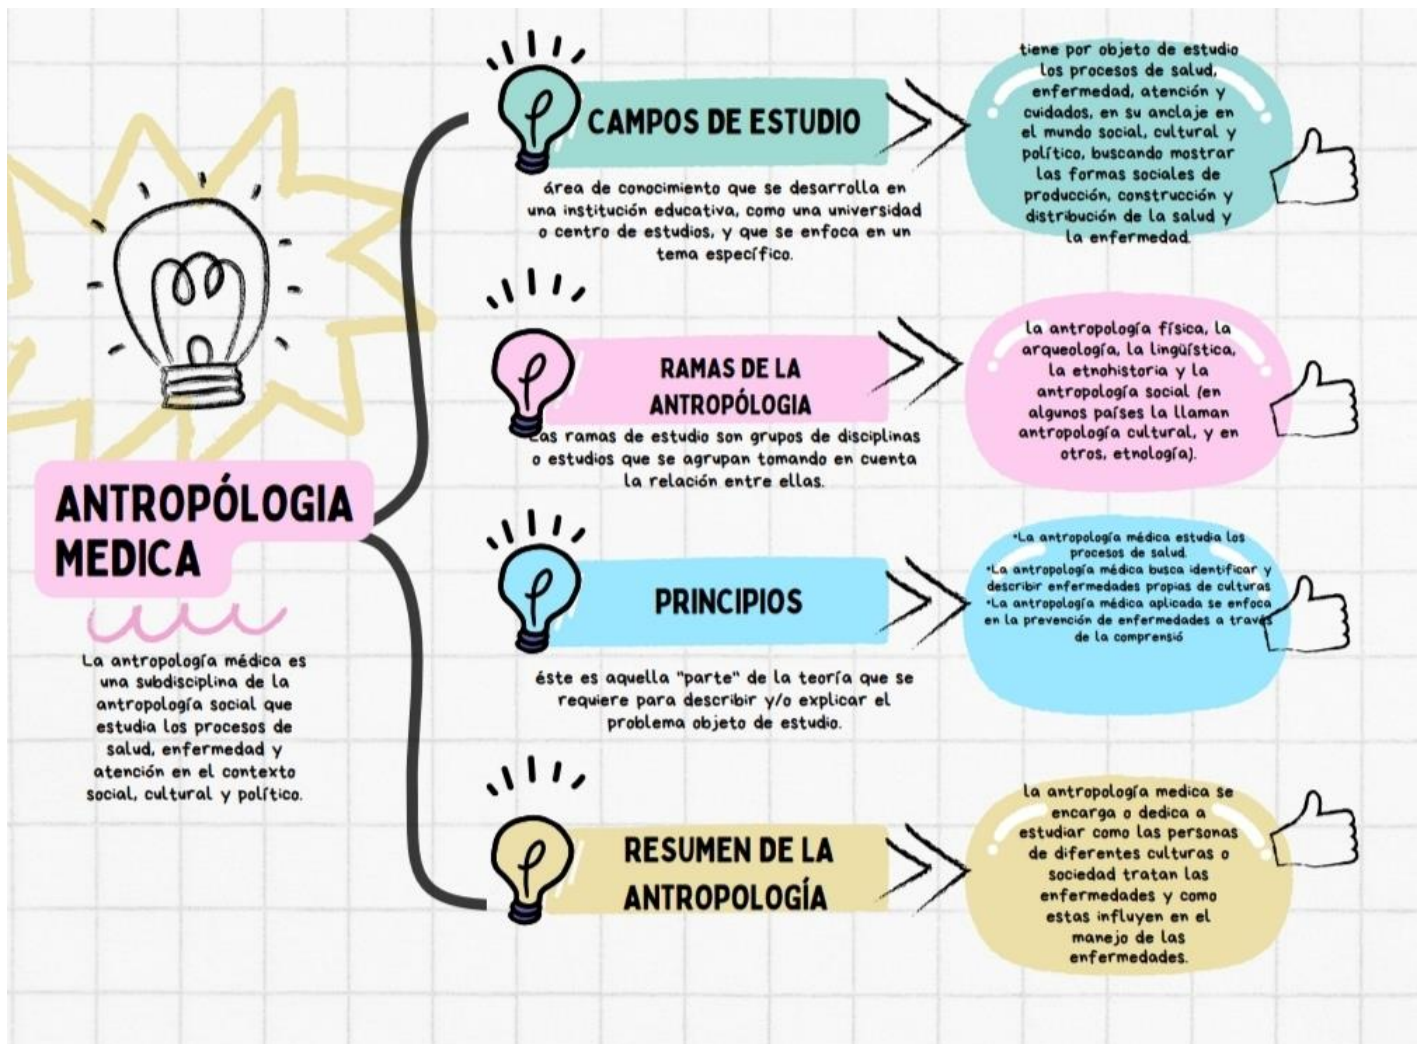 ANTROPÓLOGIA
MEDICA
La antropología médica es
una subdisciplina de la
antropología social que
estudia los procesos de
salud, enfermedad y
atención en el contexto
social, cultural y político.
CAMPOS DE ESTUDIO
área de conocimiento que se desarrolla en
una institución educativa, como una universidad
o centro de estudios, y que se enfoca en un
tema específico.
tiene por objeto de estudio
los procesos de salud,
enfermedad, atención y
cuidados, en su anclaje en
el mundo social, cultural y
político, buscando mostrar
las formas sociales de
producción, construcción y
distribución de la salud y
la enfermedad.
RAMAS DE LA
ANTROPÓLOGIA
Las ramas de estudio son grupos de disciplinas
o estudios que se agrupan tomando en cuenta
la relación entre ellas.
la antropología física, la
arqueología, la lingüística,
la etnohistoria y la
antropología social (en
algunos países la llaman
antropología cultural, y en
otros, etnología).
PRINCIPIOS
éste es aquella "parte" de la teoría que se
requiere para describir y/o explicar el
problema objeto de estudio.
•La antropología médica estudia los
procesos de salud.
•La antropología médica busca identificar y
describir enfermedades propias de culturas
•La antropología médica aplicada se enfoca
en la prevención de enfermedades a través
de la comprensió
RESUMEN DE LA
ANTROPOLOGÍA
la antropología medica se
encarga o dedica a
estudiar como las personas
de diferentes culturas o
sociedad tratan las
enfermedades y como
estas influyen en el
manejo de las
enfermedades.